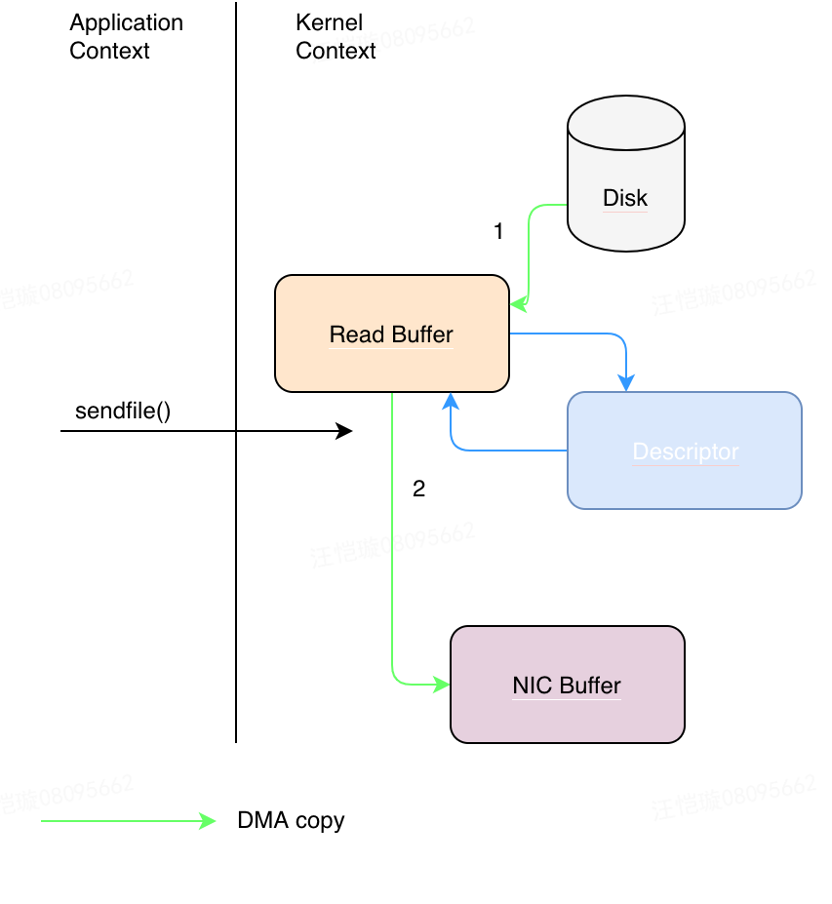 Application
Context
Kernel
Context
汪恺璇08095662
Disk
1
恺璇08095662
汪恺璇08095662
Read Buffer
sendfile()
Descriptor
2
汪恺璇08095662
NIC Buffer
恺璇08095662
汪恺璇08095662
DMA copy